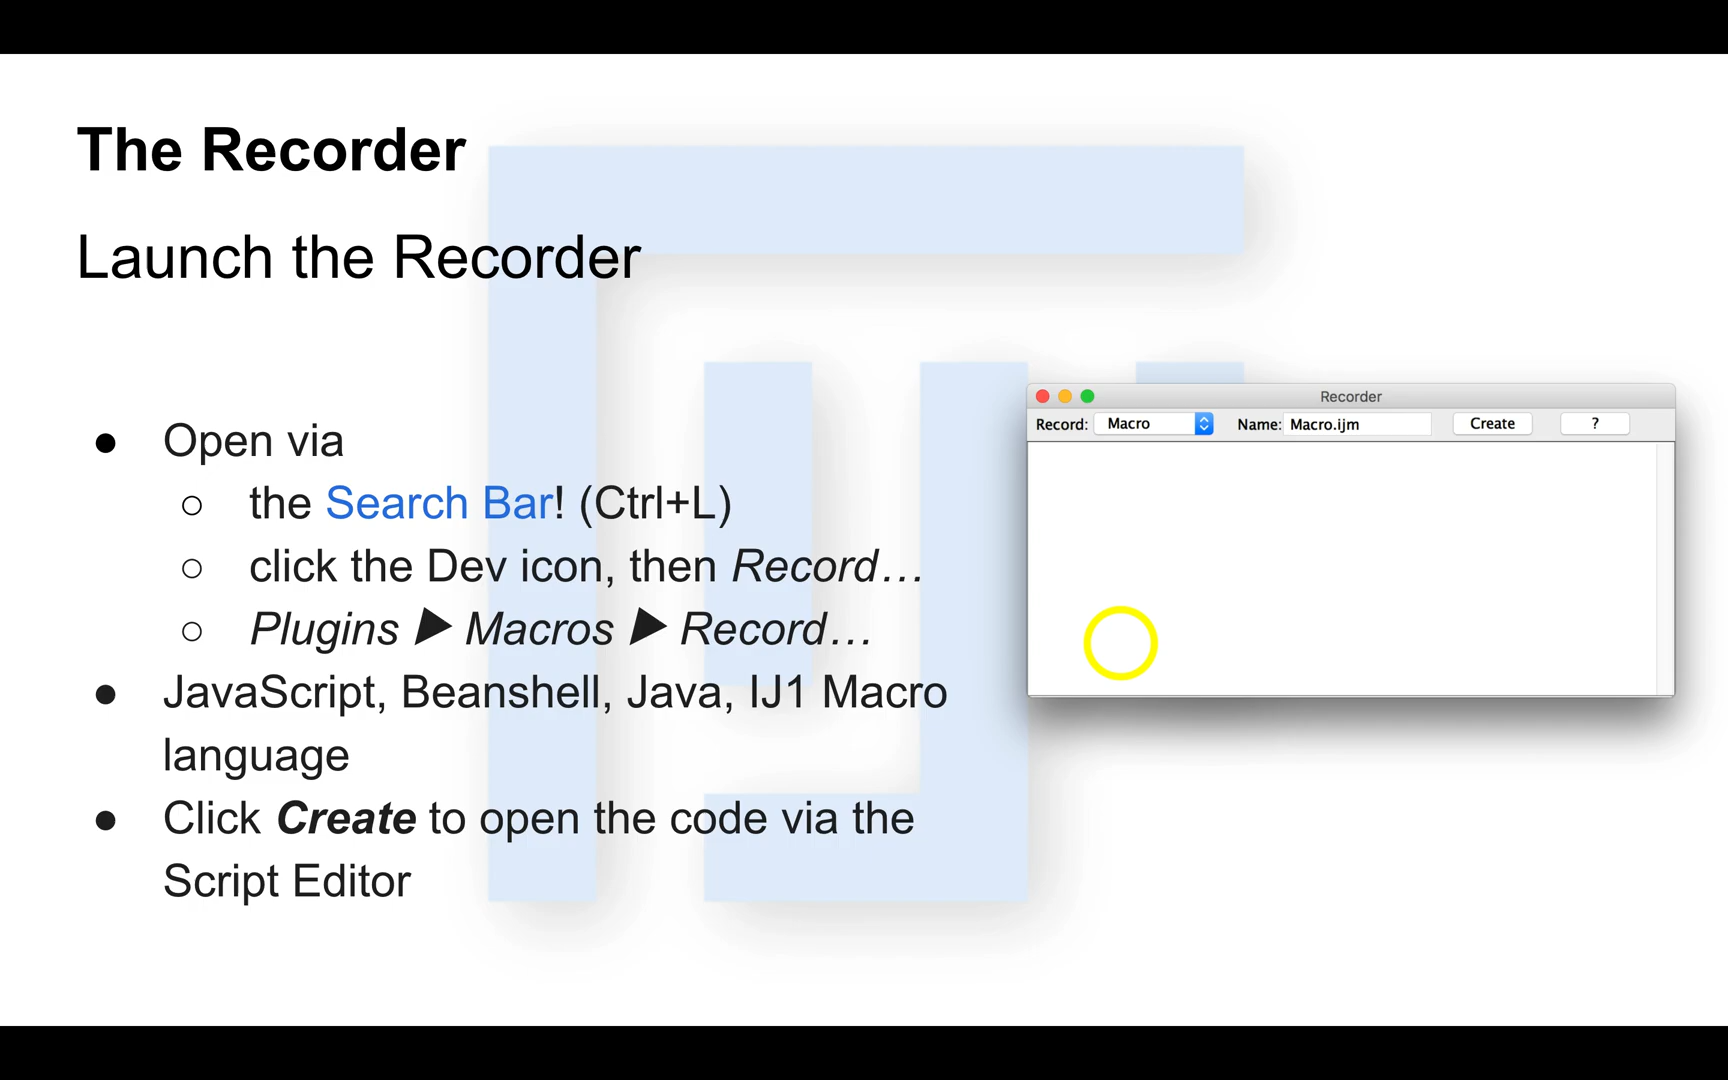 The Recorder
Launch the Recorder
● Open via
○ the Search Bar! (Ctrl+L)
○ click the Dev icon, then Record…
○ Plugins ▶ Macros ▶ Record…
● JavaScript, Beanshell, Java, IJ1 Macro
language
● Click Create to open the code via the
Script Editor
Recorder
Record: Macro Name: Macro.ijm Create ?